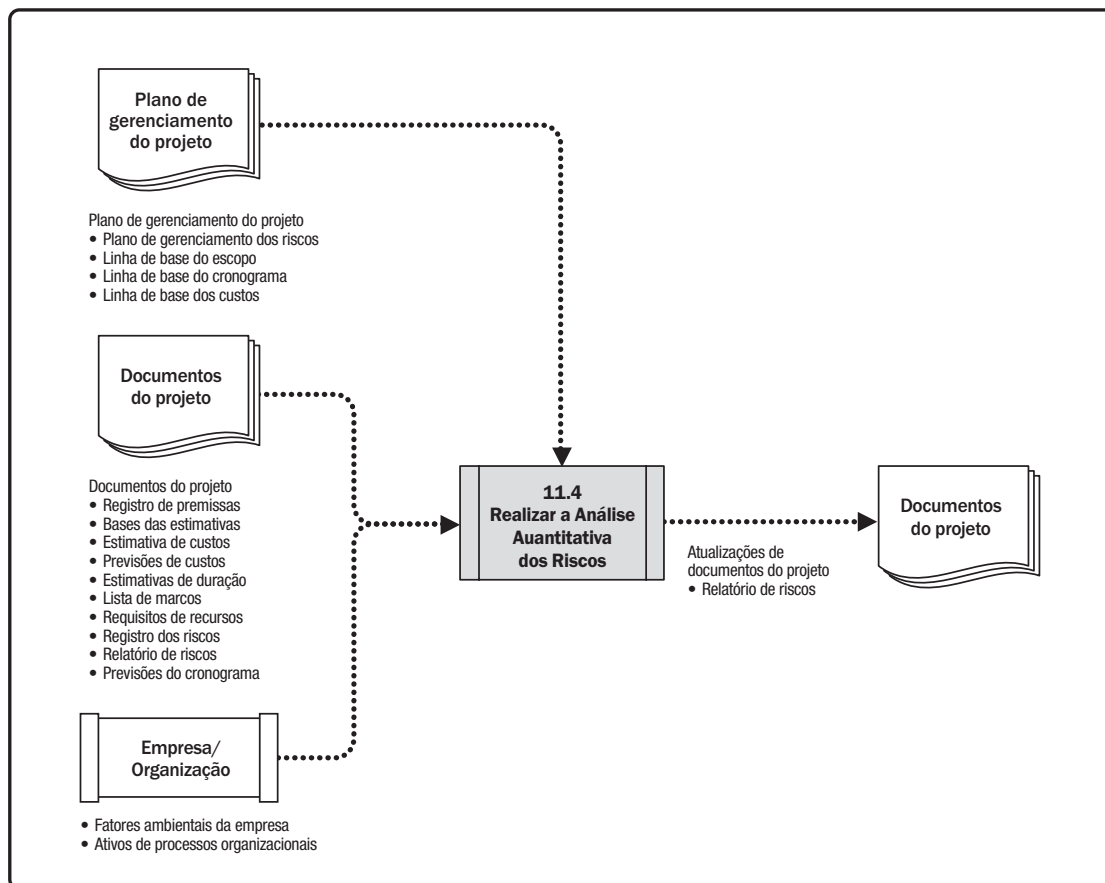 Plano de
gerenciamento
do projeto
Plano de gerenciamento do projeto
• Plano de gerenciamento dos riscos
• Linha de base do escopo
• Linha de base do cronograma
• Linha de base dos custos
Documentos
do projeto
Documentos do projeto
• Registro de premissas
• Bases das estimativas
• Estimativa de custos
• Previsões de custos
• Estimativas de duração
• Lista de marcos
• Requisitos de recursos
• Registro dos riscos
• Relatório de riscos
• Previsões do cronograma
Empresa/
Organização
• Fatores ambientais da empresa
• Ativos de processos organizacionais
11.4
Realizar a Análise
Auantitativa
dos Riscos
Atualizações de
documentos do projeto
• Relatório de riscos
Documentos
do projeto